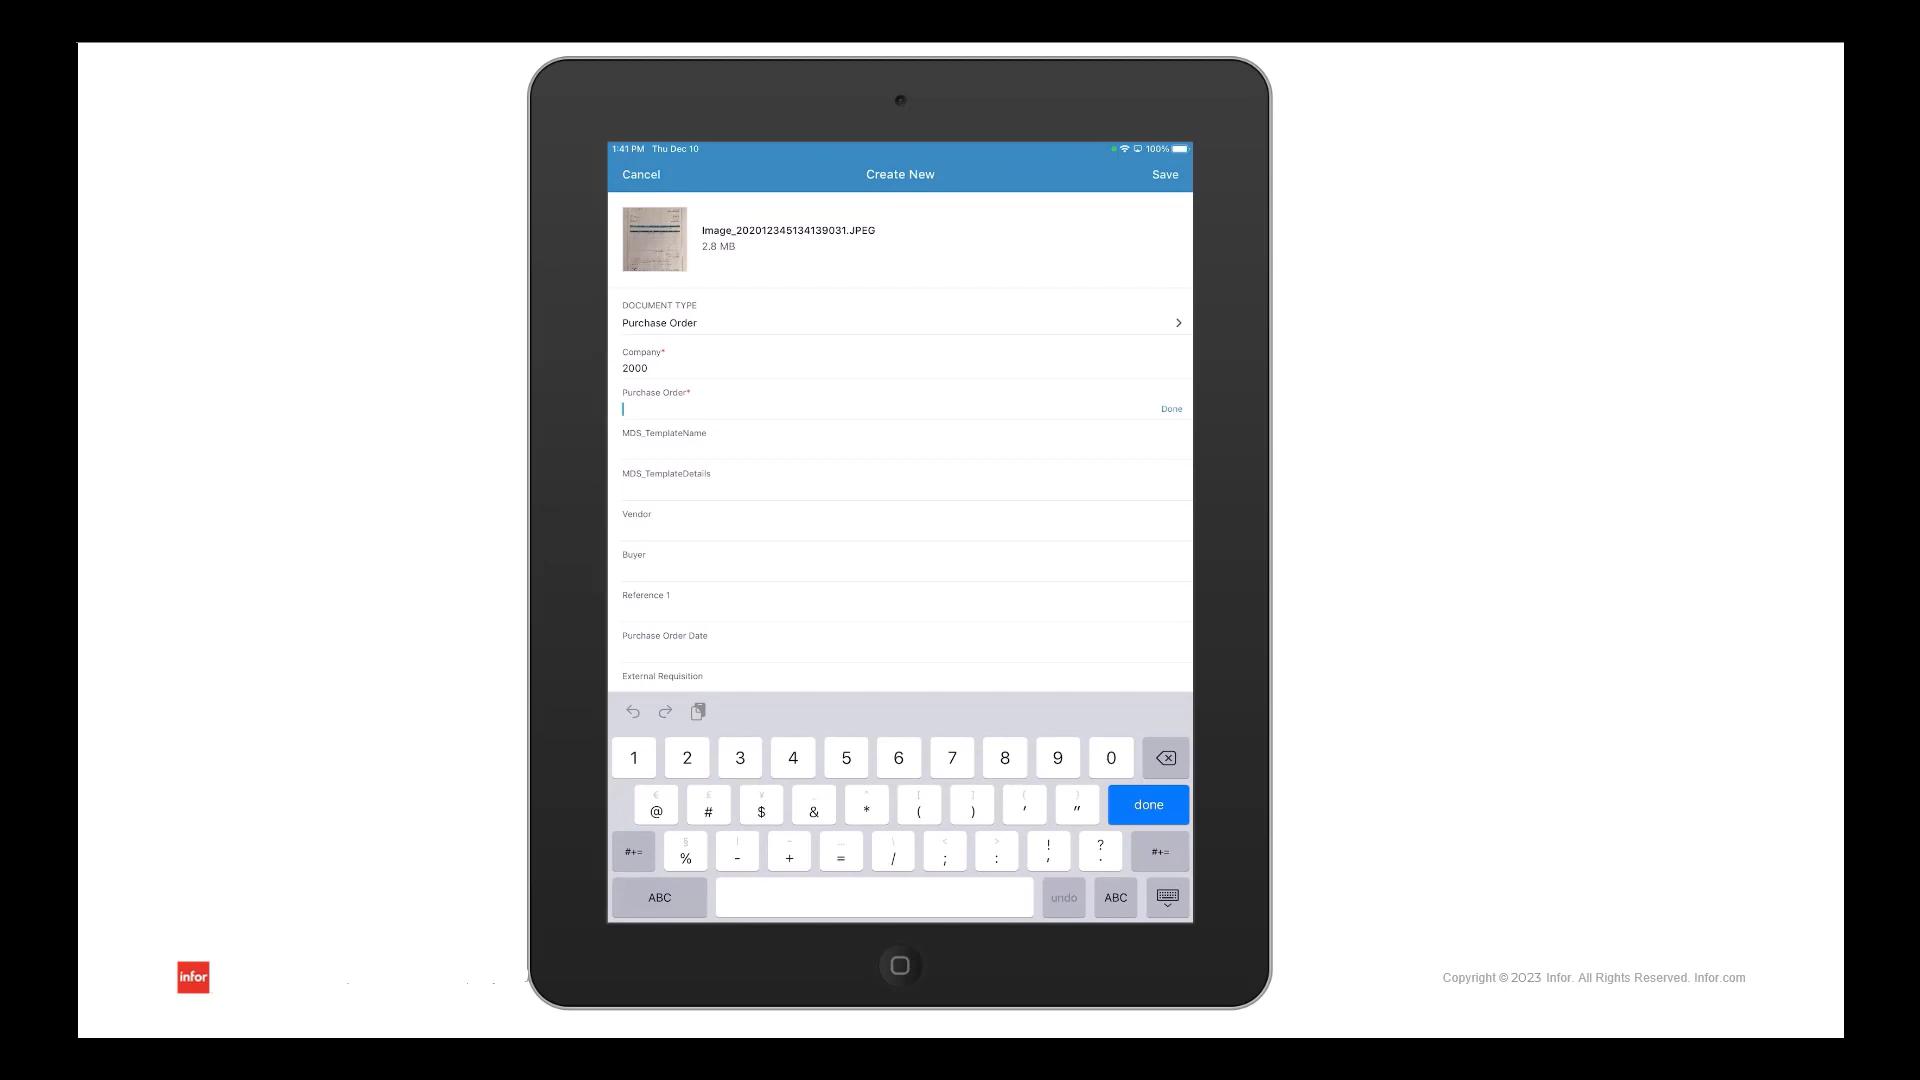 1:41 PM Thu Dec 10 100%
Cancel Create New Save
Image_202012345134139031.JPEG
2.8 MB
DOCUMENT TYPE
Purchase Order
Company*
2000
Purchase Order*
Done
MDS_TemplateName
MDS_TemplateDetails
Vendor
Buyer
Reference 1
Purchase Order Date
External Requisition
1 2 3 4 5 6 7 8 9 0
€ £ ¥ _ ^ [ ] { }
@ # $ & * ( ) ' " done
§ | ~ … \ < > ! ?
#+= % - + = / ; : , . #+=
ABC undo ABC
infor
Copyright © 2023 Infor. All Rights Reserved. Infor.com